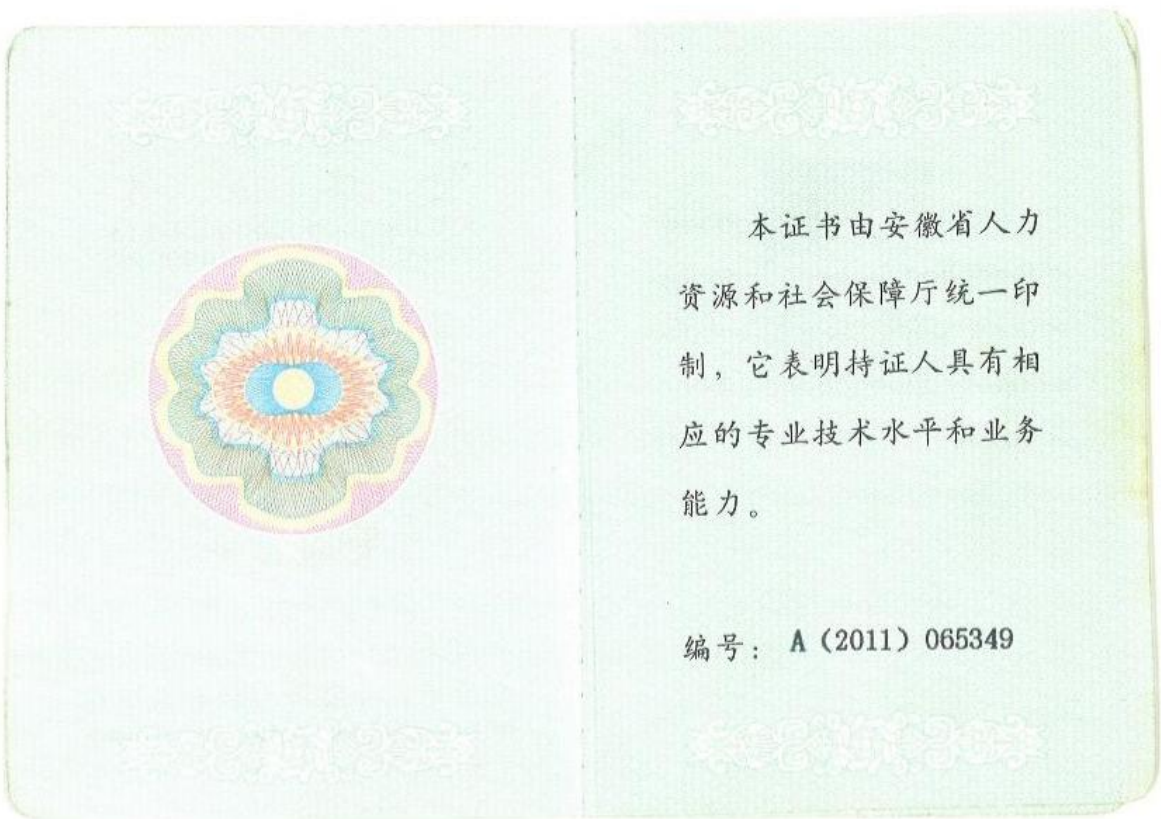 本证书由安徽省人力
资源和社会保障厅统一印
制，它表明持证人具有相
应的专业技术水平和业务
能力。
编号： A（2011）065349